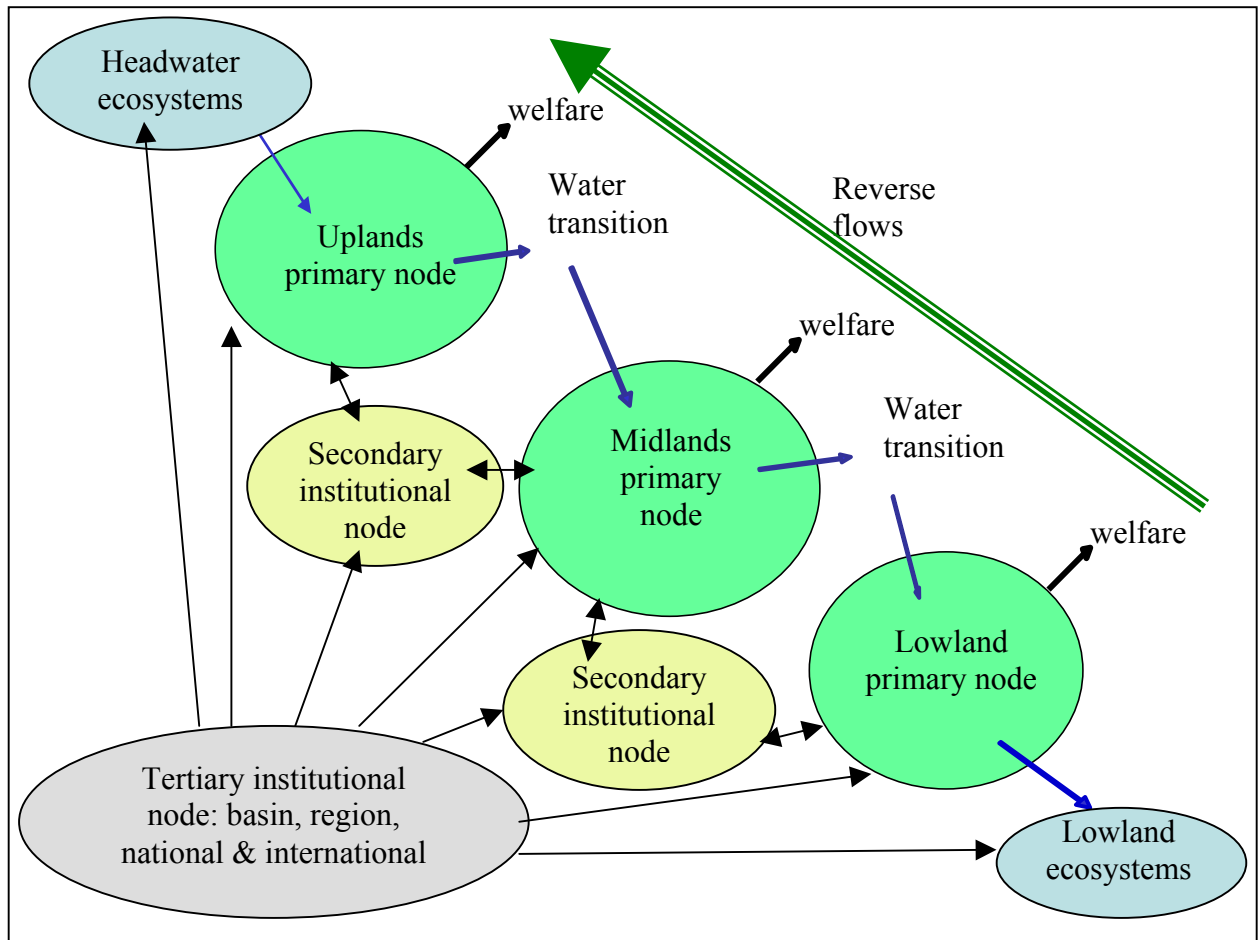 Headwater
ecosystems
welfare
Water
transition
Reverse
flows
Uplands
primary node
welfare
Water
transition
Midlands
primary
node
Secondary
institutional
node
welfare
Lowland
primary node
Secondary
institutional
node
Tertiary institutional
node: basin, region,
national & international
Lowland
ecosystems